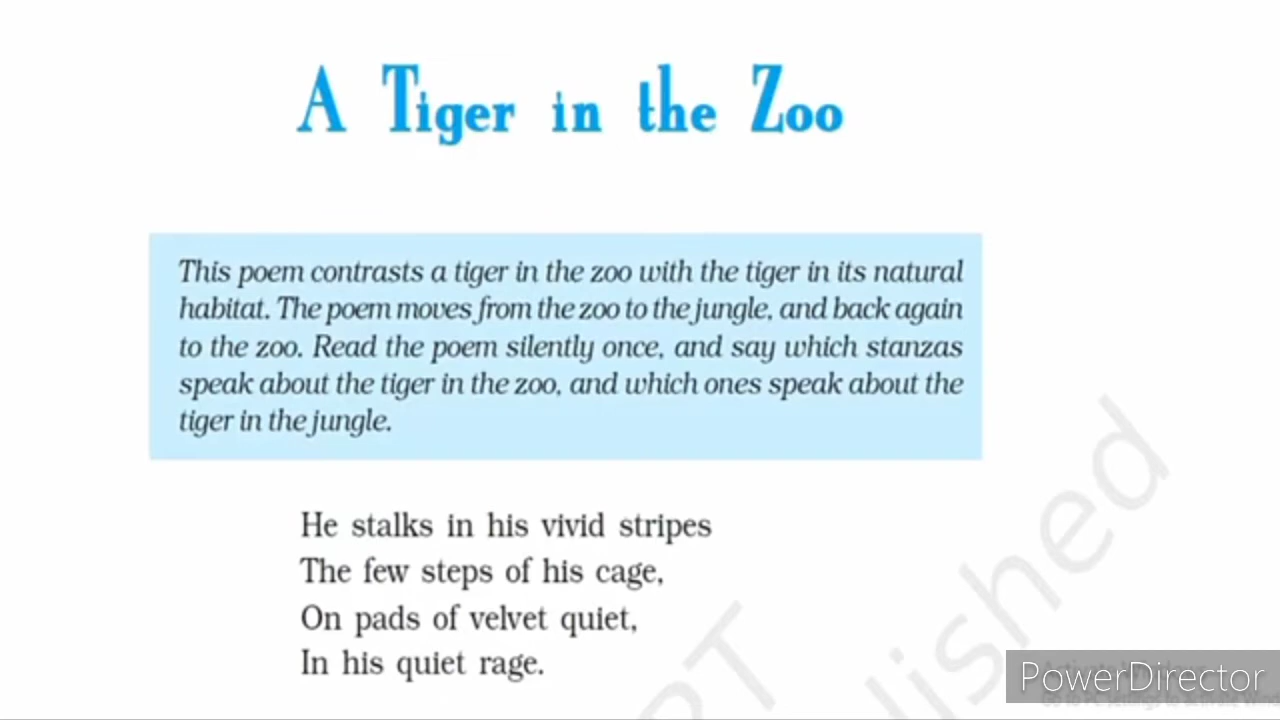 A Tiger in the Zoo
This poem contrasts a tiger in the zoo with the tiger in its natural
habitat. The poem moves from the zoo to the jungle, and back again
to the zoo. Read the poem silently once, and say which stanzas
speak about the tiger in the zoo, and which ones speak about the
tiger in the jungle.
He stalks in his vivid stripes
The few steps of his cage,
On pads of velvet quiet,
In his quiet rage.
PowerDirector